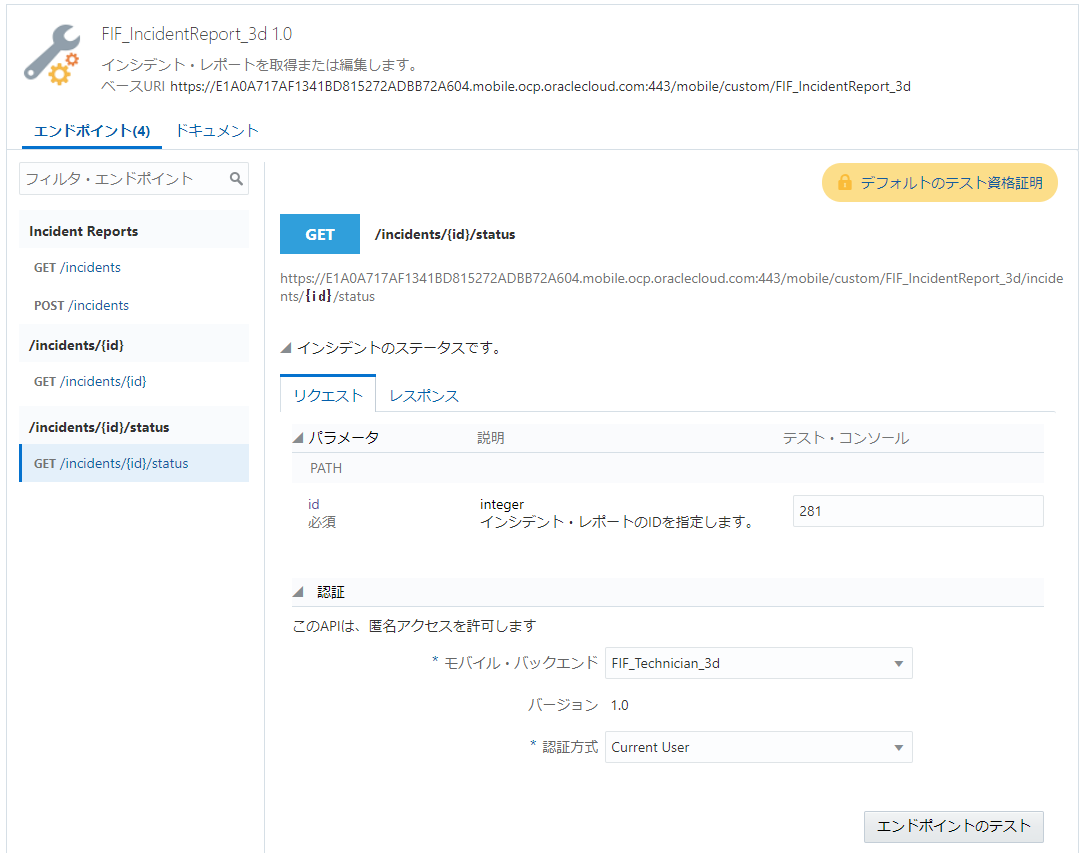 FIF_IncidentReport_3d 1.0
インシデント・レポートを取得または編集します。
ベースURI https://E1A0A717AF1341BD815272ADBB72A604.mobile.ocp.oraclecloud.com:443/mobile/custom/FIF_IncidentReport_3d
エンドポイント(4) ドキュメント
フィルタ・エンドポイント
デフォルトのテスト資格証明
Incident Reports
GET /incidents
POST /incidents
/incidents/{id}
GET /incidents/{id}
/incidents/{id}/status
GET /incidents/{id}/status
GET /incidents/{id}/status
https://E1A0A717AF1341BD815272ADBB72A604.mobile.ocp.oraclecloud.com:443/mobile/custom/FIF_IncidentReport_3d/incide
nts/{id}/status
インシデントのステータスです。
リクエスト レスポンス
パラメータ 説明 テスト・コンソール
PATH
id integer 281
必須 インシデント・レポートのIDを指定します。
認証
このAPIは、匿名アクセスを許可します
* モバイル・バックエンド FIF_Technician_3d
バージョン 1.0
* 認証方式 Current User
エンドポイントのテスト